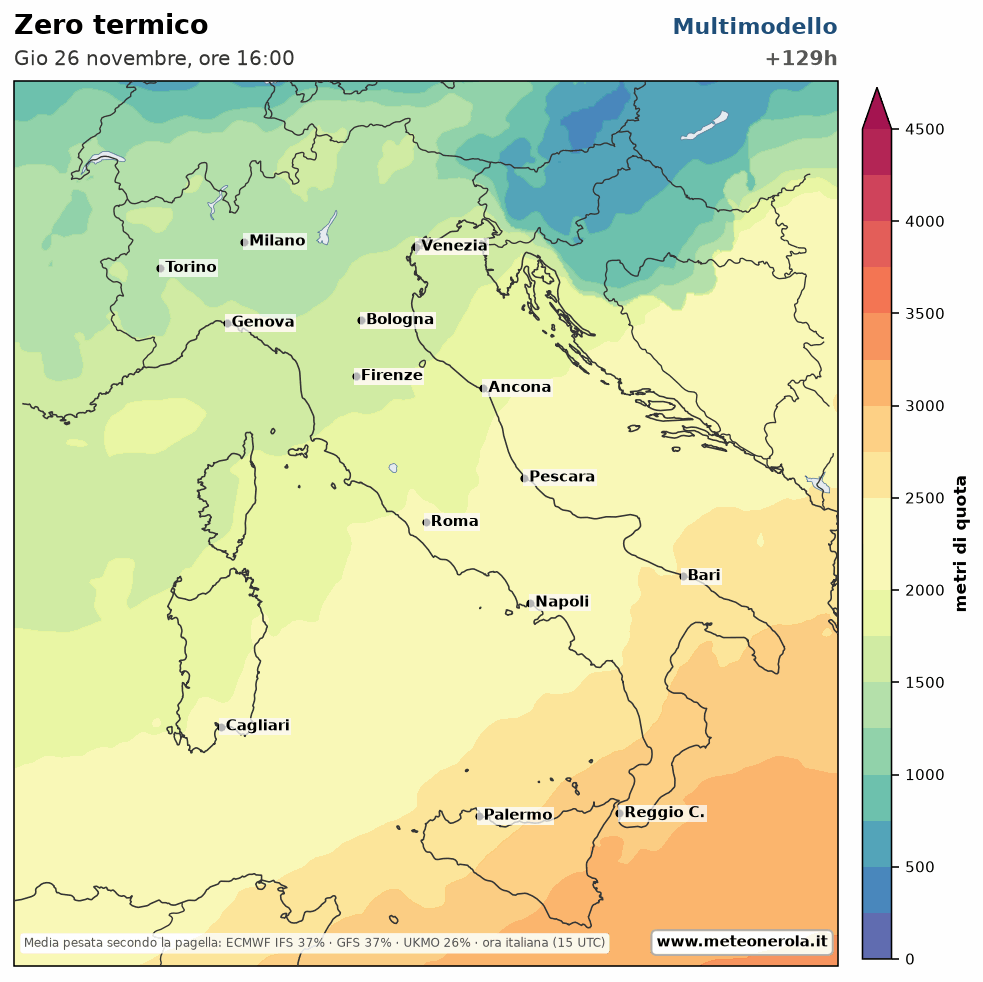 Zero termico
Multimodello
Gio 26 novembre, ore 16:00
+129h
Milano
Venezia
Torino
Genova
Bologna
Firenze
Ancona
Pescara
Roma
Bari
Napoli
Cagliari
Palermo
Reggio C.
4500
4000
3500
3000
2500
2000
1500
1000
500
0
metri di quota
Media pesata secondo la pagella: ECMWF IFS 37% · GFS 37% · UKMO 26% · ora italiana (15 UTC)
www.meteonerola.it